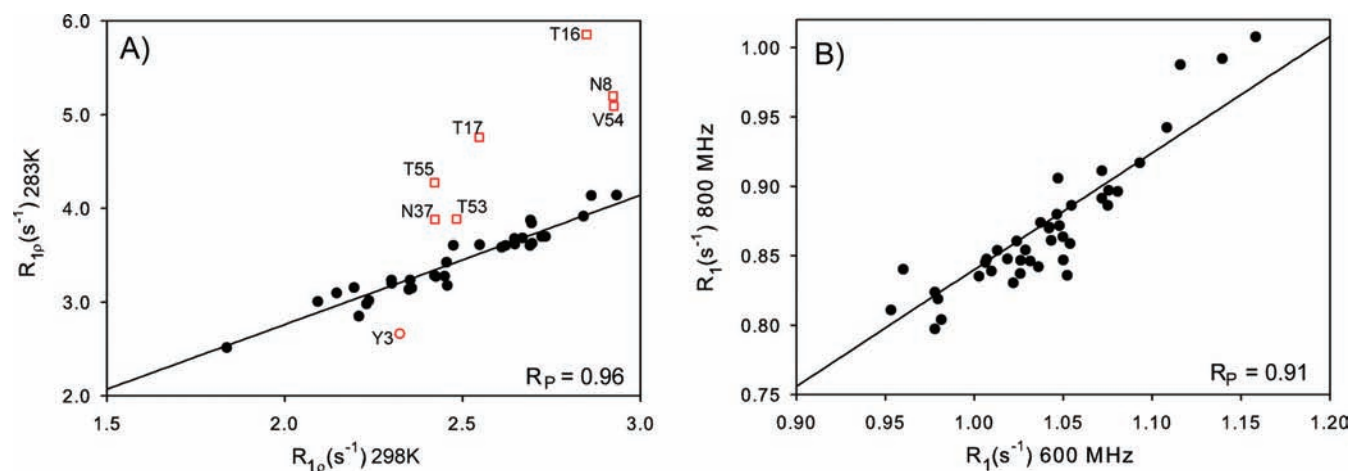 A)
6.0
5.0
4.0
3.0
2.0
R1ρ(s⁻¹) 283K
T16
N8
V54
T17
T55
N37
T53
Y3
RP = 0.96
1.5
2.0
2.5
3.0
R1ρ(s⁻¹) 298K
B)
1.00
0.95
0.90
0.85
0.80
0.75
R1(s⁻¹) 800 MHz
RP = 0.91
0.90
0.95
1.00
1.05
1.10
1.15
1.20
R1(s⁻¹) 600 MHz